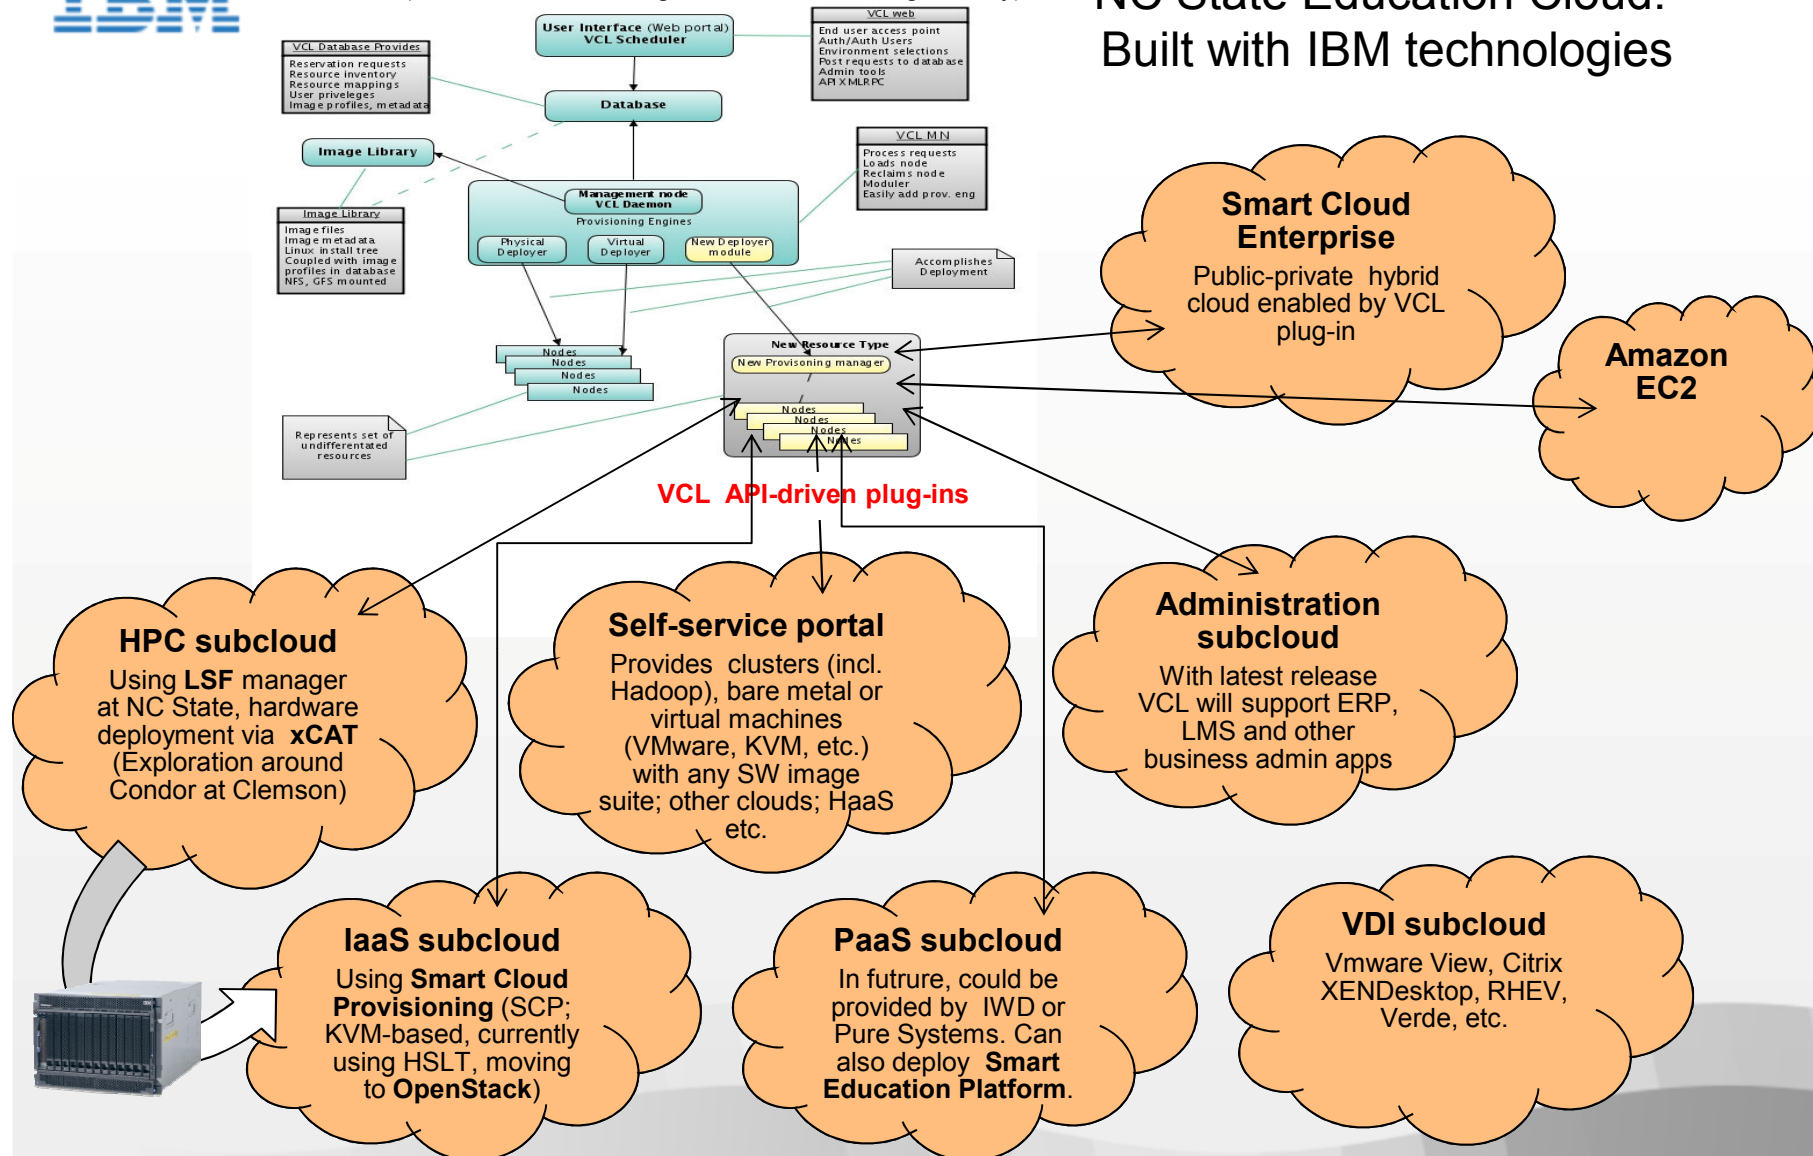 IBM
NC State Education Cloud:
Built with IBM technologies
User Interface (Web portal)
VCL Scheduler
VCL web
End user access point
Auth/Auth Users
Environment selections
Post requests to database
Admin tools
API XMLRPC
VCL Database Provides
Reservation requests
Resource inventory
Resource mappings
User priveleges
Image profiles, metadata
Database
Image Library
VCL MN
Process requests
Loads node
Reclaims node
Moduler
Easily add prov. eng
Management node
VCL Daemon
Provisioning Engines
Physical
Deployer
Virtual
Deployer
New Deployer
module
Image Library
Image files
Image metadata
Linux install tree
Coupled with image
profiles in database
NFS, GFS mounted
Accomplishes
Deployment
Nodes
Nodes
Nodes
Nodes
New Resource Type
New Provisoning manager
Nodes
Nodes
Nodes
Nodes
Represents set of
undifferentated
resources
VCL API-driven plug-ins
Smart Cloud
Enterprise
Public-private hybrid
cloud enabled by VCL
plug-in
Amazon
EC2
HPC subcloud
Using LSF manager
at NC State, hardware
deployment via xCAT
(Exploration around
Condor at Clemson)
Self-service portal
Provides clusters (incl.
Hadoop), bare metal or
virtual machines
(VMware, KVM, etc.)
with any SW image
suite; other clouds; HaaS
etc.
Administration
subcloud
With latest release
VCL will support ERP,
LMS and other
business admin apps
IaaS subcloud
Using Smart Cloud
Provisioning (SCP;
KVM-based, currently
using HSLT, moving
to OpenStack)
PaaS subcloud
In futrure, could be
provided by IWD or
Pure Systems. Can
also deploy Smart
Education Platform.
VDI subcloud
Vmware View, Citrix
XENDesktop, RHEV,
Verde, etc.